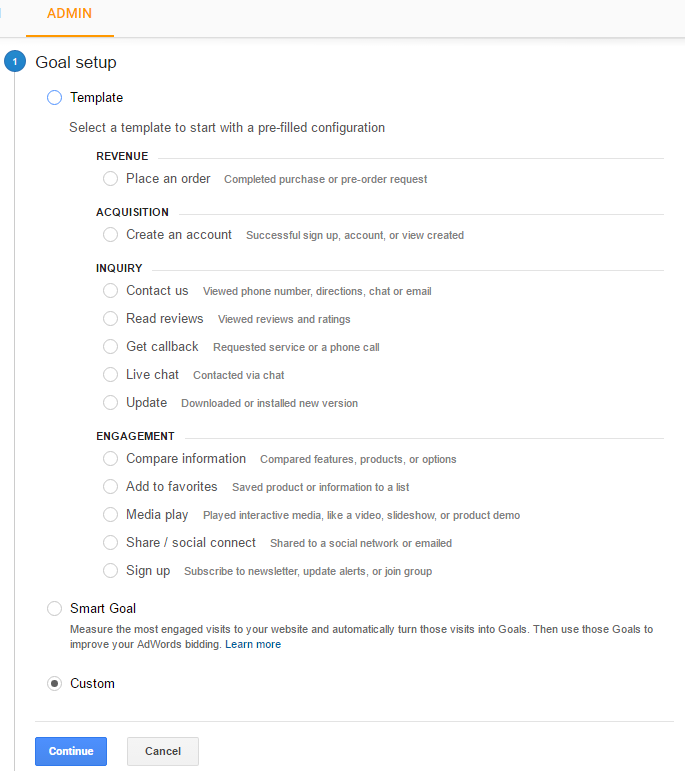 ADMIN
1 Goal setup
Template
Select a template to start with a pre-filled configuration
REVENUE
Place an order Completed purchase or pre-order request
ACQUISITION
Create an account Successful sign up, account, or view created
INQUIRY
Contact us Viewed phone number, directions, chat or email
Read reviews Viewed reviews and ratings
Get callback Requested service or a phone call
Live chat Contacted via chat
Update Downloaded or installed new version
ENGAGEMENT
Compare information Compared features, products, or options
Add to favorites Saved product or information to a list
Media play Played interactive media, like a video, slideshow, or product demo
Share / social connect Shared to a social network or emailed
Sign up Subscribe to newsletter, update alerts, or join group
Smart Goal
Measure the most engaged visits to your website and automatically turn those visits into Goals. Then use those Goals to
improve your AdWords bidding. Learn more
Custom
Continue Cancel